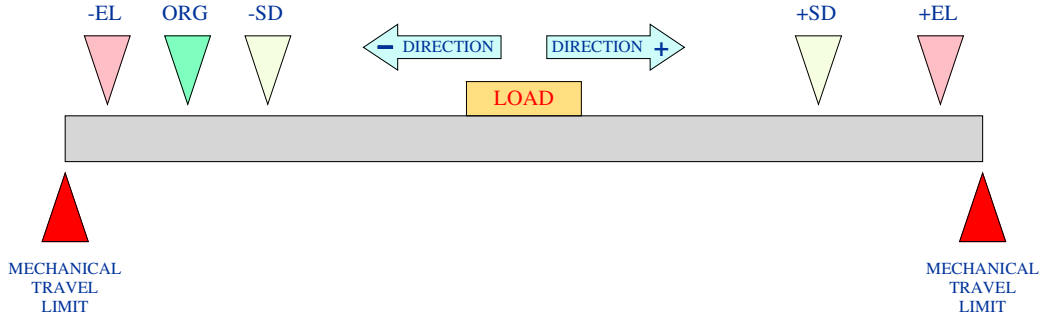 -EL ORG -SD +SD +EL
− DIRECTION DIRECTION +
LOAD
MECHANICAL
TRAVEL
LIMIT
MECHANICAL
TRAVEL
LIMIT